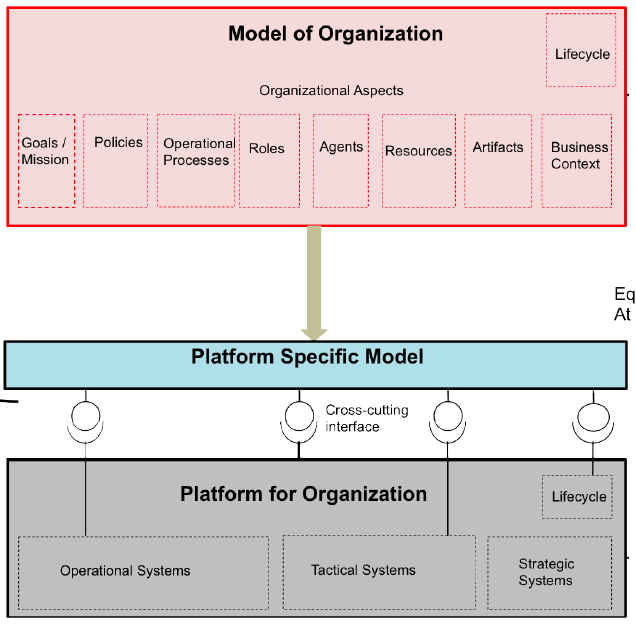 Model of Organization
Lifecycle
Organizational Aspects
Goals /
Mission
Policies
Operational
Processes
Roles
Agents
Resources
Artifacts
Business
Context
Eq
At
Platform Specific Model
Cross-cutting
interface
Platform for Organization
Lifecycle
Operational Systems
Tactical Systems
Strategic
Systems